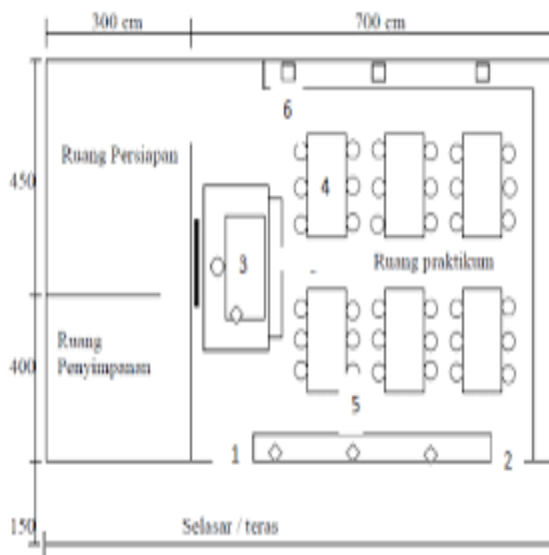 300 cm 700 cm
6
Ruang Persiapan
4
450
3
Ruang praktikum
Ruang
Penyimpanan
400
5
1
2
150
Selasar / teras